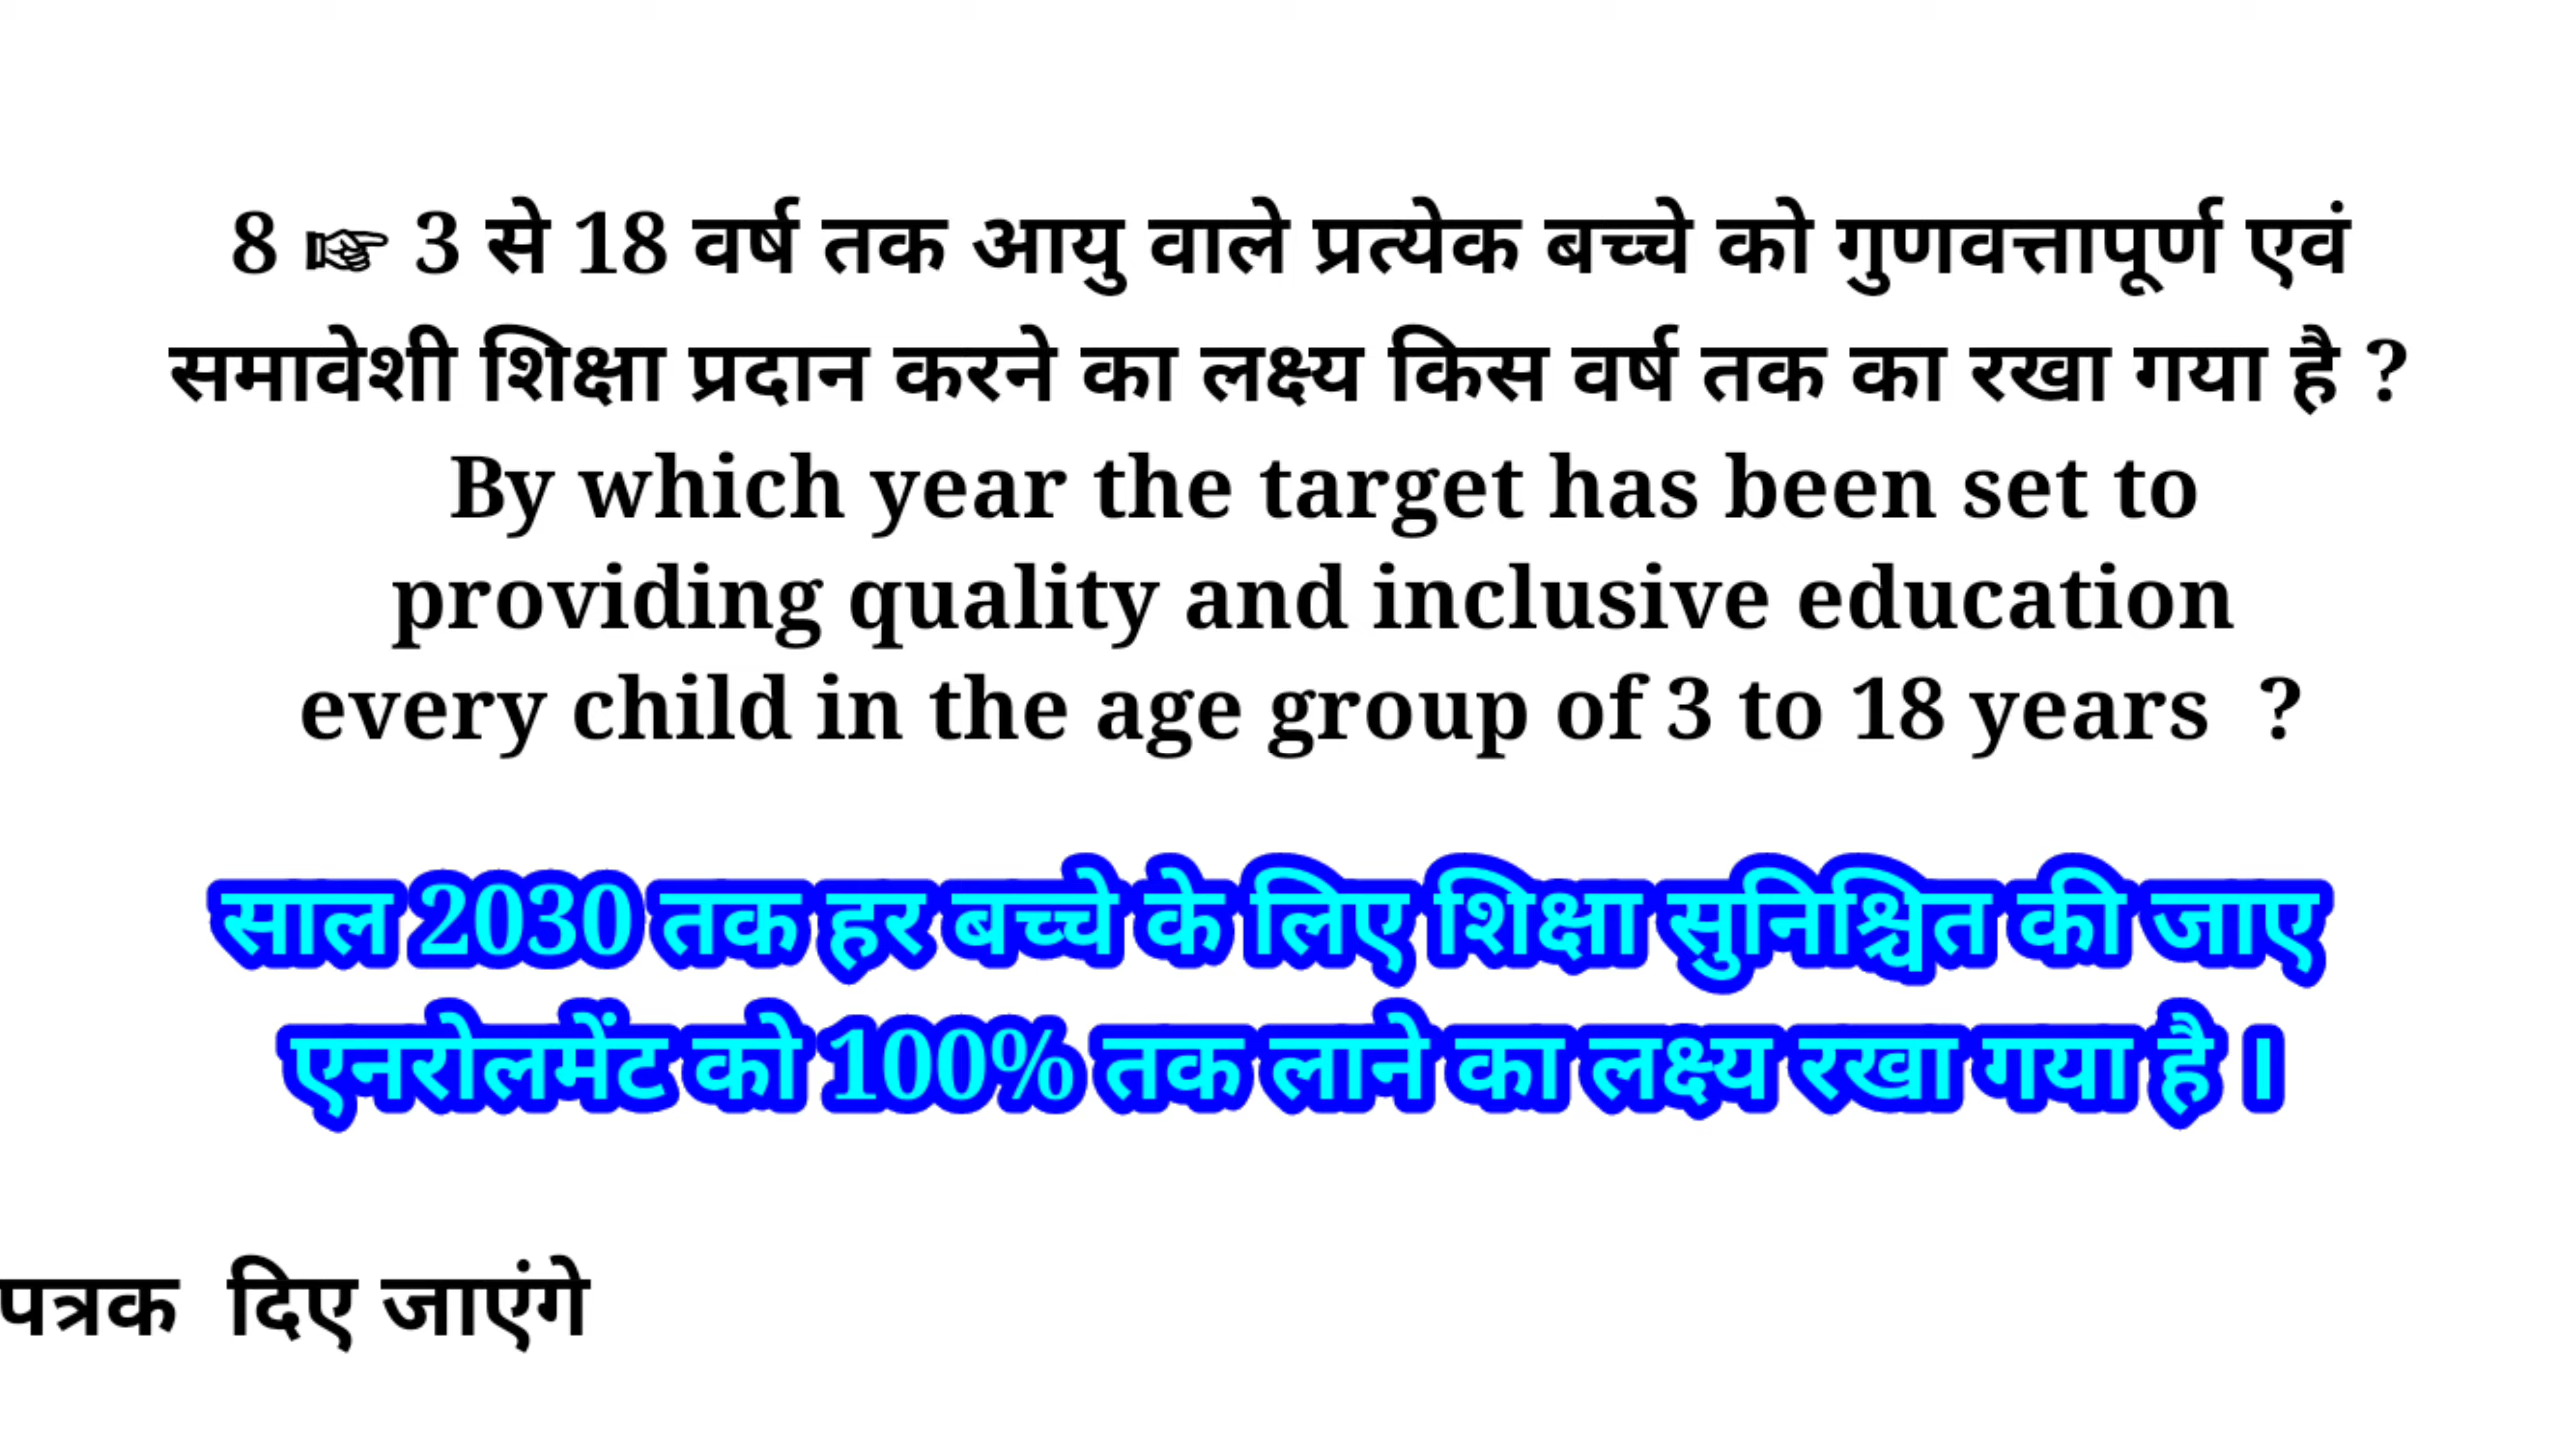 8 ☞ 3 से 18 वर्ष तक आयु वाले प्रत्येक बच्चे को गुणवत्तापूर्ण एवं
समावेशी शिक्षा प्रदान करने का लक्ष्य किस वर्ष तक का रखा गया है ?
By which year the target has been set to
providing quality and inclusive education
every child in the age group of 3 to 18 years ?
साल 2030 तक हर बच्चे के लिए शिक्षा सुनिश्चित की जाए
एनरोलमेंट को 100% तक लाने का लक्ष्य रखा गया है ।
पत्रक दिए जाएंगे